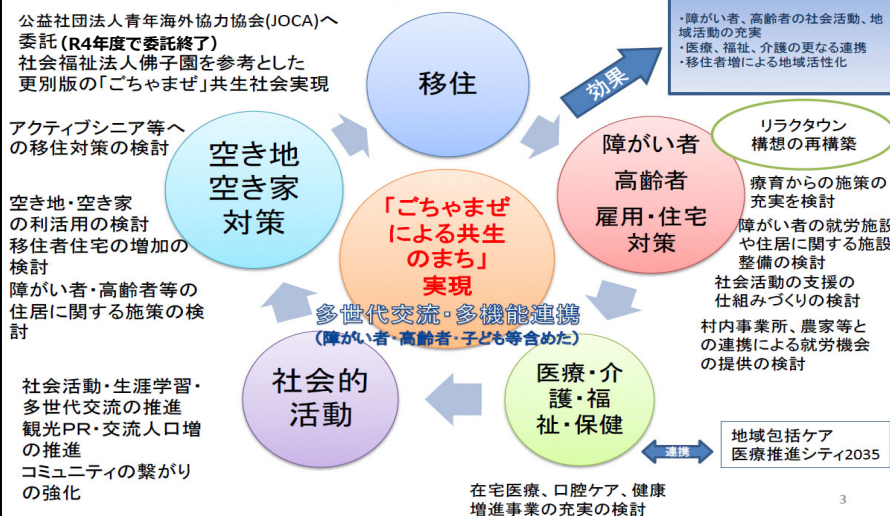 公益社団法人青年海外協力協会(JOCA)へ
委託(R4年度で委託終了)
社会福祉法人佛子園を参考とした
更別版の「ごちゃまぜ」共生社会実現
移住
効果
・障がい者、高齢者の社会活動、地
域活動の充実
・医療、福祉、介護の更なる連携
・移住者増による地域活性化
アクティブシニア等へ
の移住対策の検討
空き地
空き家
対策
障がい者
高齢者
雇用・住宅
対策
リラクタウン
構想の再構築
療育からの施策の
充実を検討
空き地・空き家
の利活用の検討
移住者住宅の増加の
検討
障がい者・高齢者等の
住居に関する施策の検
討
「ごちゃまぜ
による共生
のまち」
実現
障がい者の就労施設
や住居に関する施設
整備の検討
社会活動の支援の
仕組みづくりの検討
多世代交流・多機能連携
(障がい者・高齢者・子ども等含めた)
村内事業所、農家等と
の連携による就労機会
の提供の検討
社会的
活動
医療・介
護・福
祉・保健
社会活動・生涯学習・
多世代交流の推進
観光PR・交流人口増
の推進
コミュニティの繋がり
の強化
連携
地域包括ケア
医療推進シティ2035
在宅医療、口腔ケア、健康
増進事業の充実の検討
3